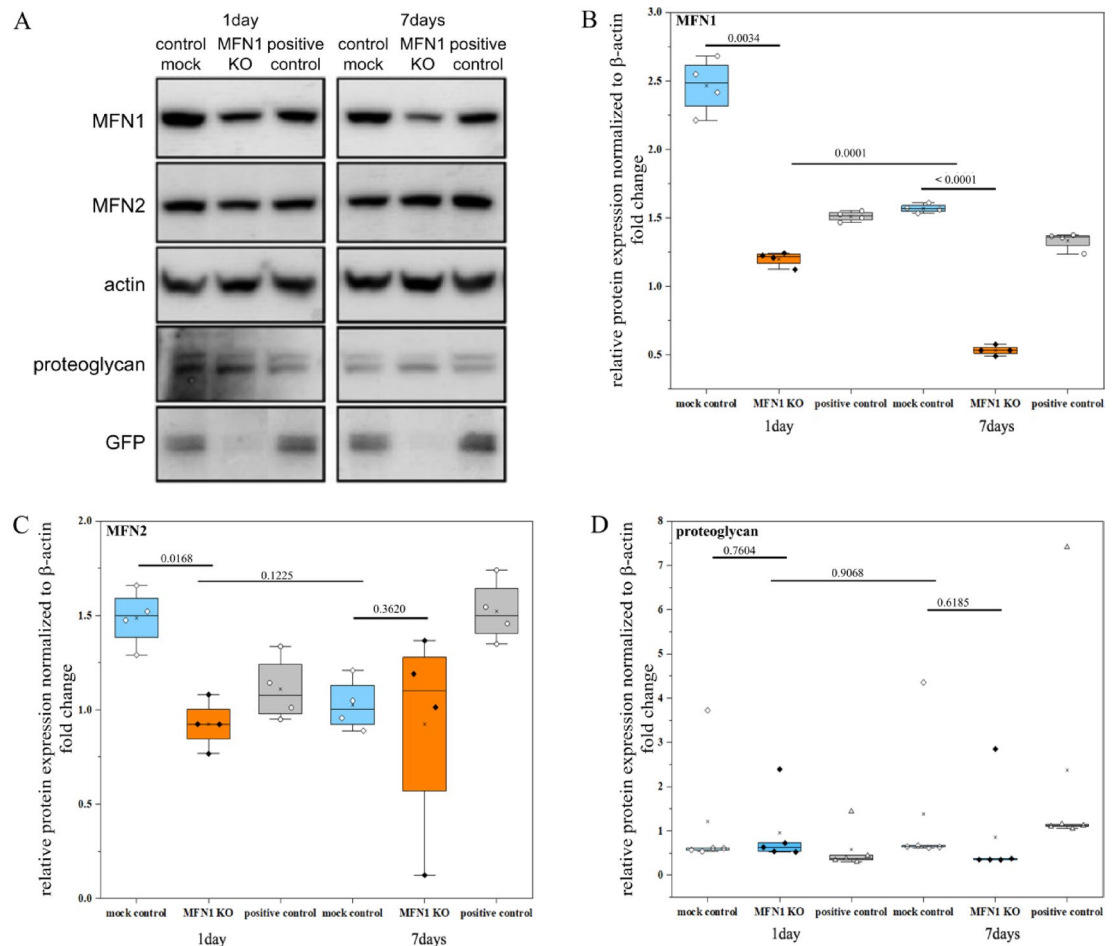 A
1day
7days
control MFN1 positive
mock KO control
control MFN1 positive
mock KO control
MFN1
MFN2
actin
proteoglycan
GFP
B
MFN1
relative protein expression normalized to β-actin
fold change
3.0
2.5
2.0
1.5
1.0
0.5
0.0034
0.0001
< 0.0001
mock control MFN1 KO positive control mock control MFN1 KO positive control
1day 7days
C
MFN2
relative protein expression normalized to β-actin
fold change
2.0
1.5
1.0
0.5
0.0
0.0168
0.1225
0.3620
mock control MFN1 KO positive control mock control MFN1 KO positive control
1day 7days
D
proteoglycan
relative protein expression normalized to β-actin
fold change
8
7
6
5
4
3
2
1
0
0.7604
0.9068
0.6185
mock control MFN1 KO positive control mock control MFN1 KO positive control
1day 7days